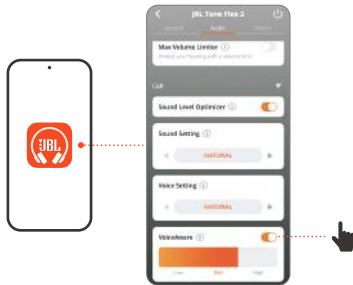 JBL
JBL Tune Flex 2
Audio
Max Volume Limiter
Call
Sound Level Optimizer
Sound Setting
NATURAL
Voice Setting
NATURAL
VoiceAware
Low Mid High